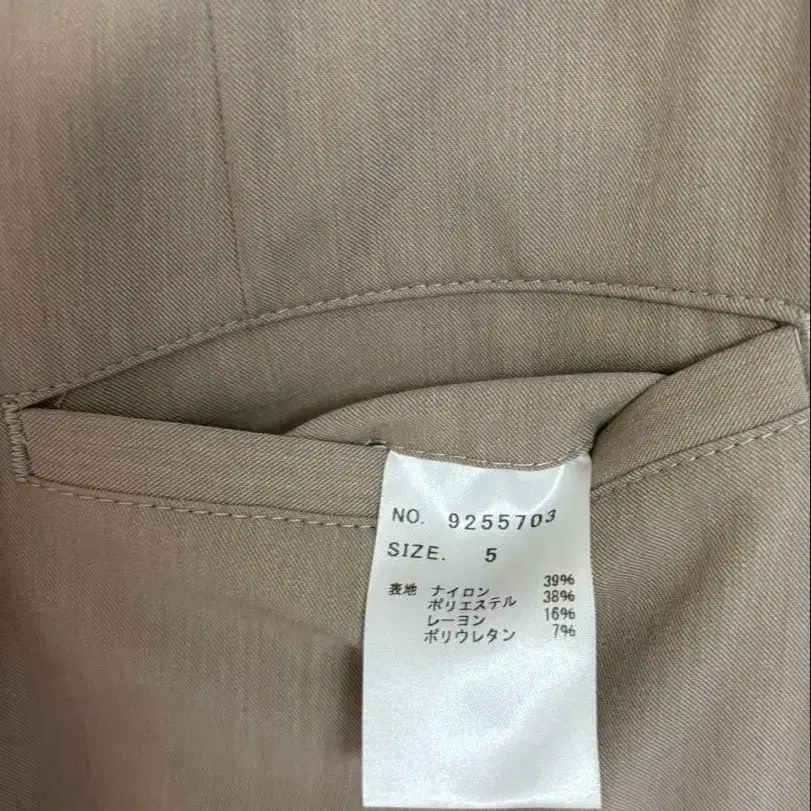 NO. 9255703
SIZE. 5
表地 ナイロン 39%
ポリエステル 38%
レーヨン 16%
ポリウレタン 7%